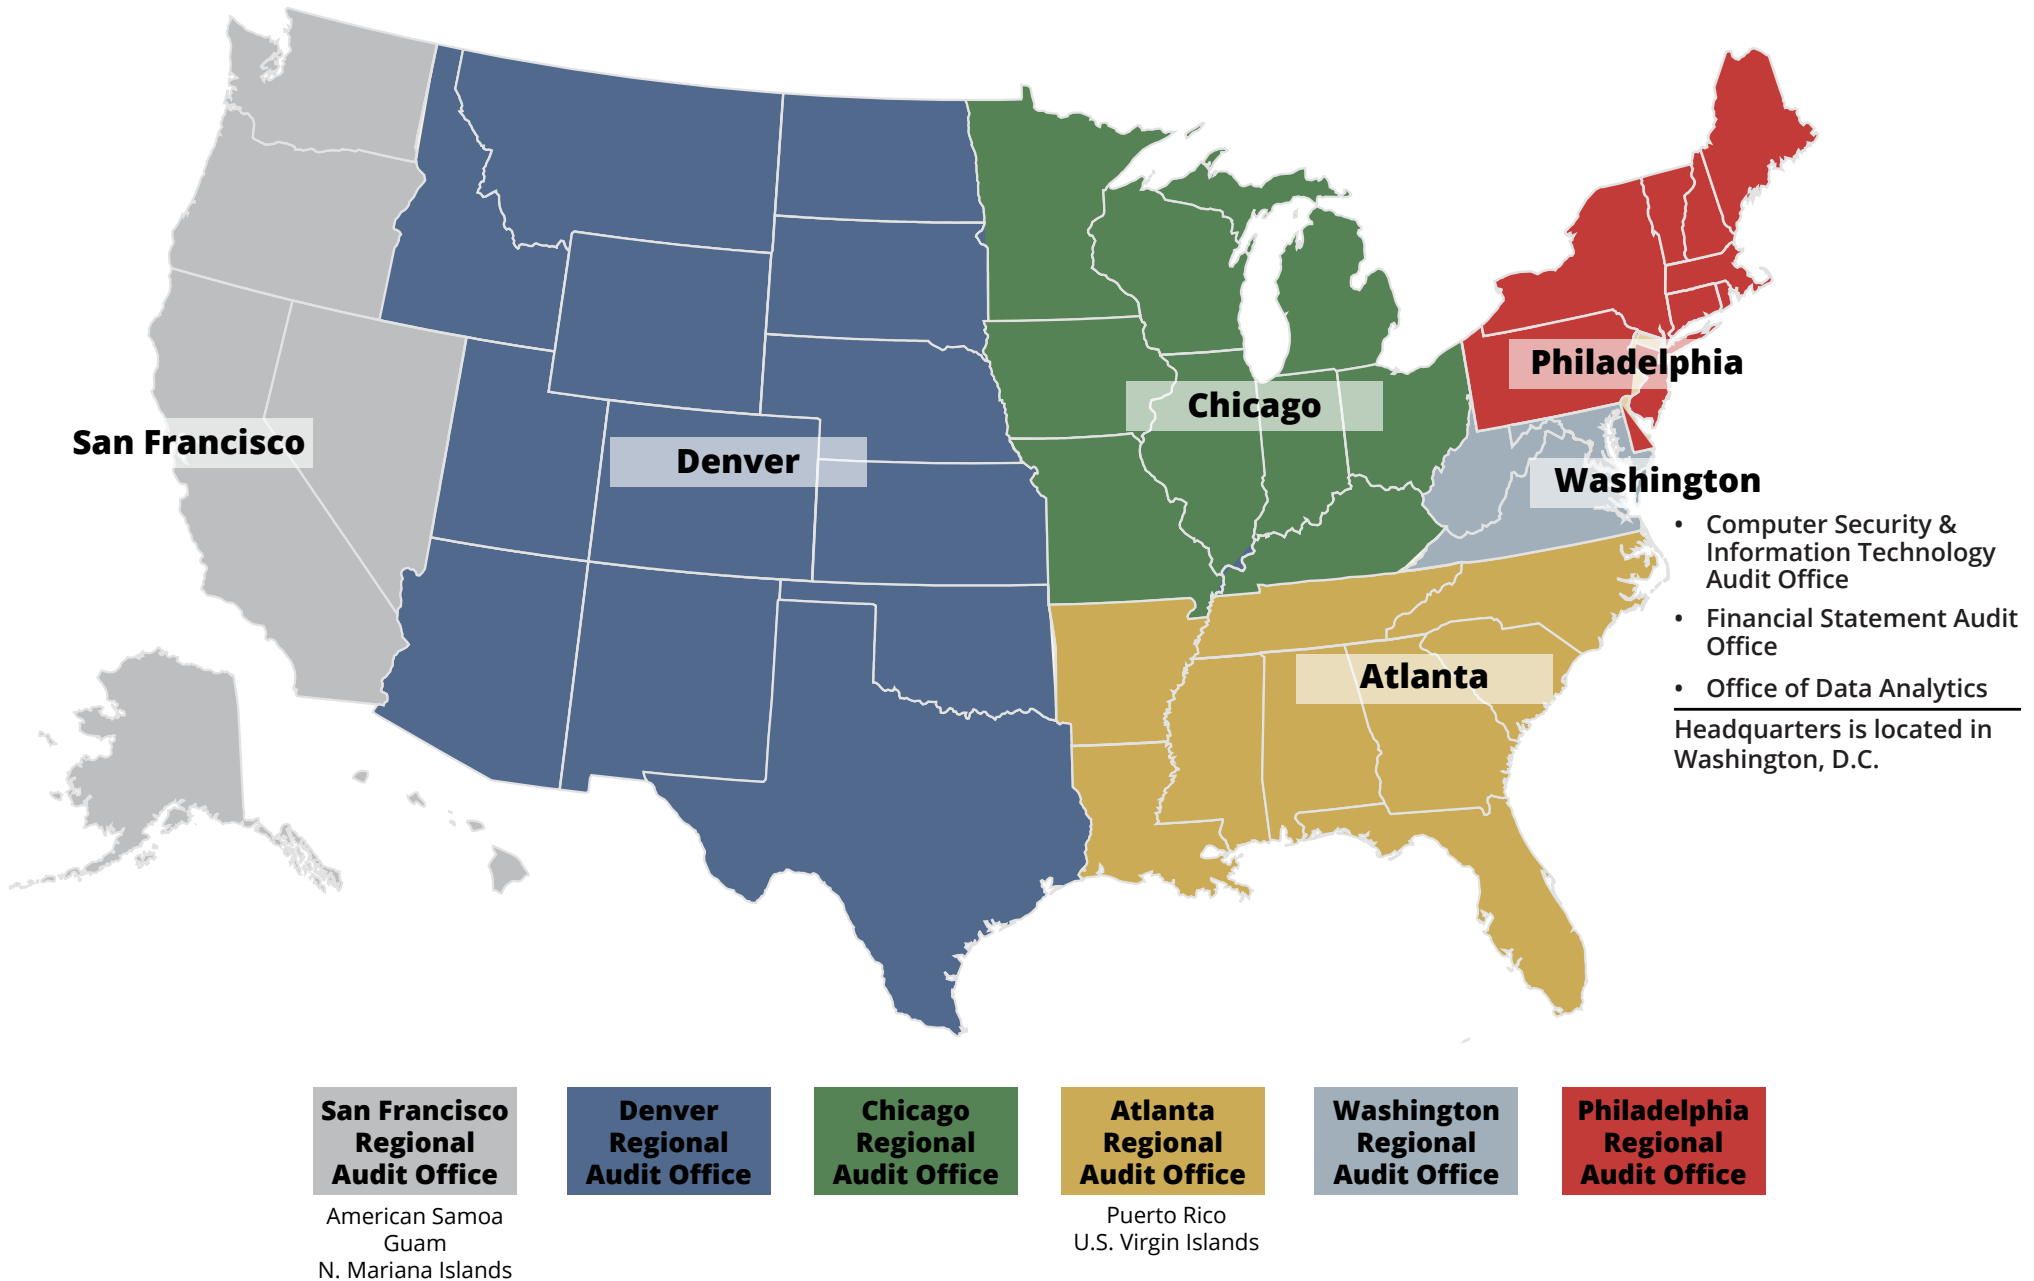 Philadelphia
Chicago
San Francisco
Denver
Washington
• Computer Security &
Information Technology
Audit Office
• Financial Statement Audit
Office
• Office of Data Analytics
Headquarters is located in
Washington, D.C.
Atlanta
San Francisco
Regional
Audit Office
American Samoa
Guam
N. Mariana Islands
Denver
Regional
Audit Office
Chicago
Regional
Audit Office
Atlanta
Regional
Audit Office
Puerto Rico
U.S. Virgin Islands
Washington
Regional
Audit Office
Philadelphia
Regional
Audit Office